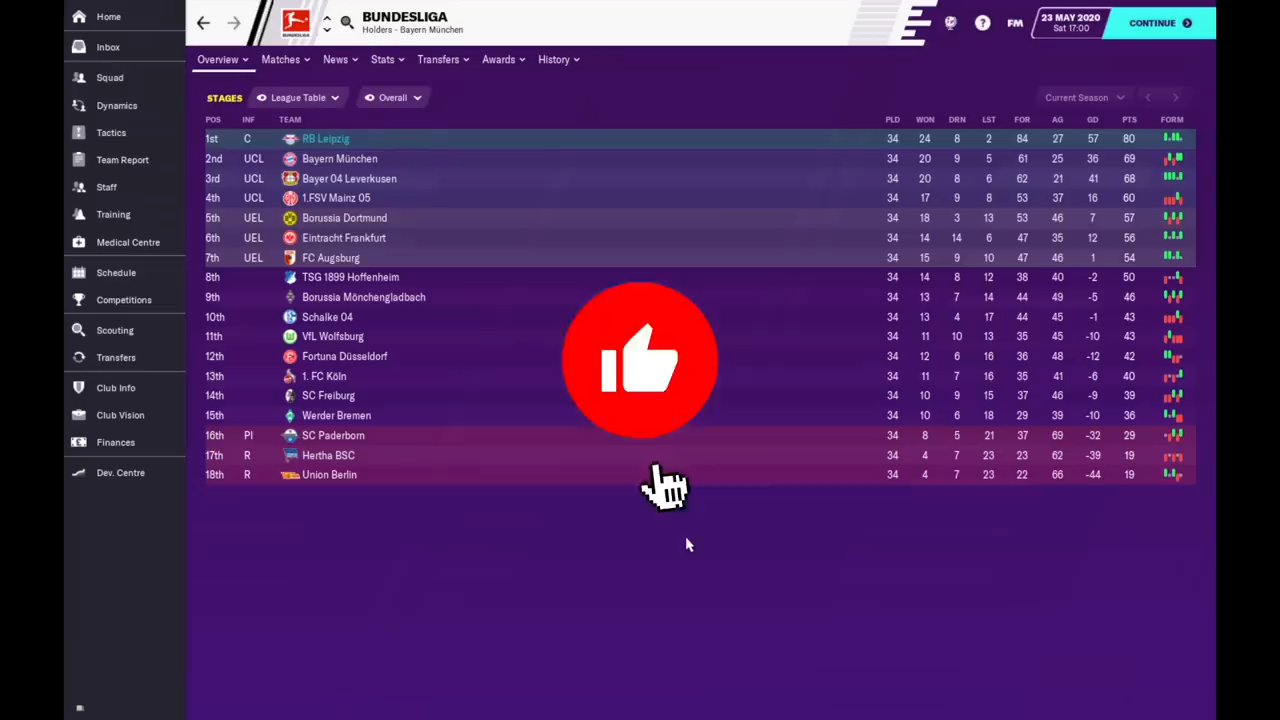 Home
Inbox
Squad
Dynamics
Tactics
Team Report
Staff
Training
Medical Centre
Schedule
Competitions
Scouting
Transfers
Club Info
Club Vision
Finances
Dev. Centre
BUNDESLIGA
Holders - Bayern München
? FM 23 MAY 2020 CONTINUE
Sat 17:00
Overview Matches News Stats Transfers Awards History
STAGES League Table Overall Current Season
POS INF TEAM PLD WON DRN LST FOR AG GD PTS FORM
1st C RB Leipzig 34 24 8 2 84 27 57 80
2nd UCL Bayern München 34 20 9 5 61 25 36 69
3rd UCL Bayer 04 Leverkusen 34 20 8 6 62 21 41 68
4th UCL 1.FSV Mainz 05 34 17 9 8 53 37 16 60
5th UEL Borussia Dortmund 34 18 3 13 53 46 7 57
6th UEL Eintracht Frankfurt 34 14 14 6 47 35 12 56
7th UEL FC Augsburg 34 15 9 10 47 46 1 54
8th TSG 1899 Hoffenheim 34 14 8 12 38 40 -2 50
9th Borussia Mönchengladbach 34 13 7 14 44 49 -5 46
10th Schalke 04 34 13 4 17 44 45 -1 43
11th VfL Wolfsburg 34 11 10 13 35 45 -10 43
12th Fortuna Düsseldorf 34 12 6 16 36 48 -12 42
13th 1. FC Köln 34 11 7 16 35 41 -6 40
14th SC Freiburg 34 10 9 15 37 46 -9 39
15th Werder Bremen 34 10 6 18 29 39 -10 36
16th Pl SC Paderborn 34 8 5 21 37 69 -32 29
17th R Hertha BSC 34 4 7 23 23 62 -39 19
18th R Union Berlin 34 4 7 23 22 66 -44 19